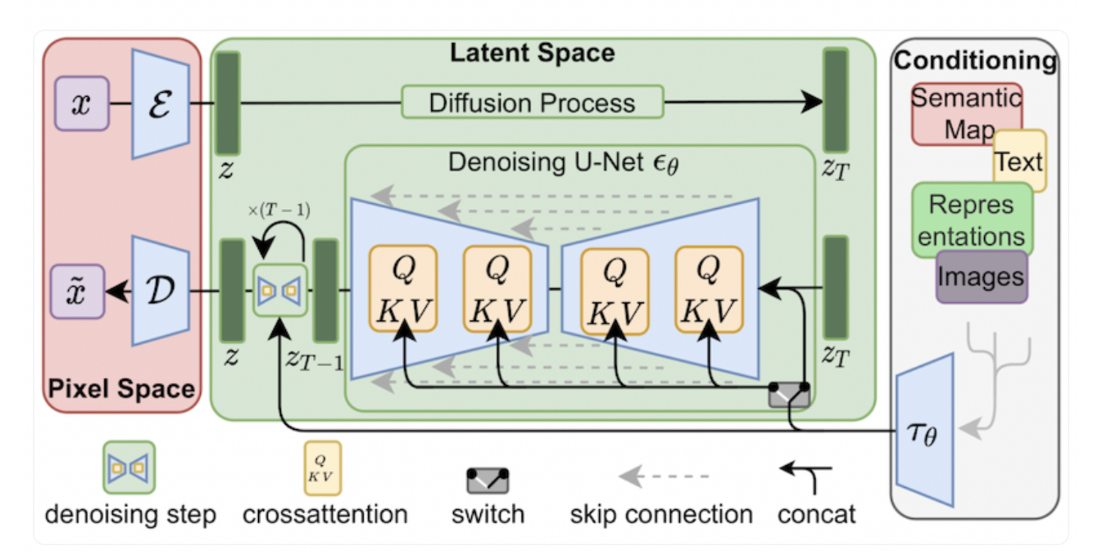 Latent Space
Conditioning
x
ℰ
Diffusion Process
Semantic
Map
Text
z
Denoising U-Net ϵθ
zT
Repres
entations
Images
×(T − 1)
Q
KV
Q
KV
Q
KV
Q
KV
x̃
𝒟
z
zT−1
zT
Pixel Space
τθ
Q
KV
denoising step
crossattention
switch
skip connection
concat